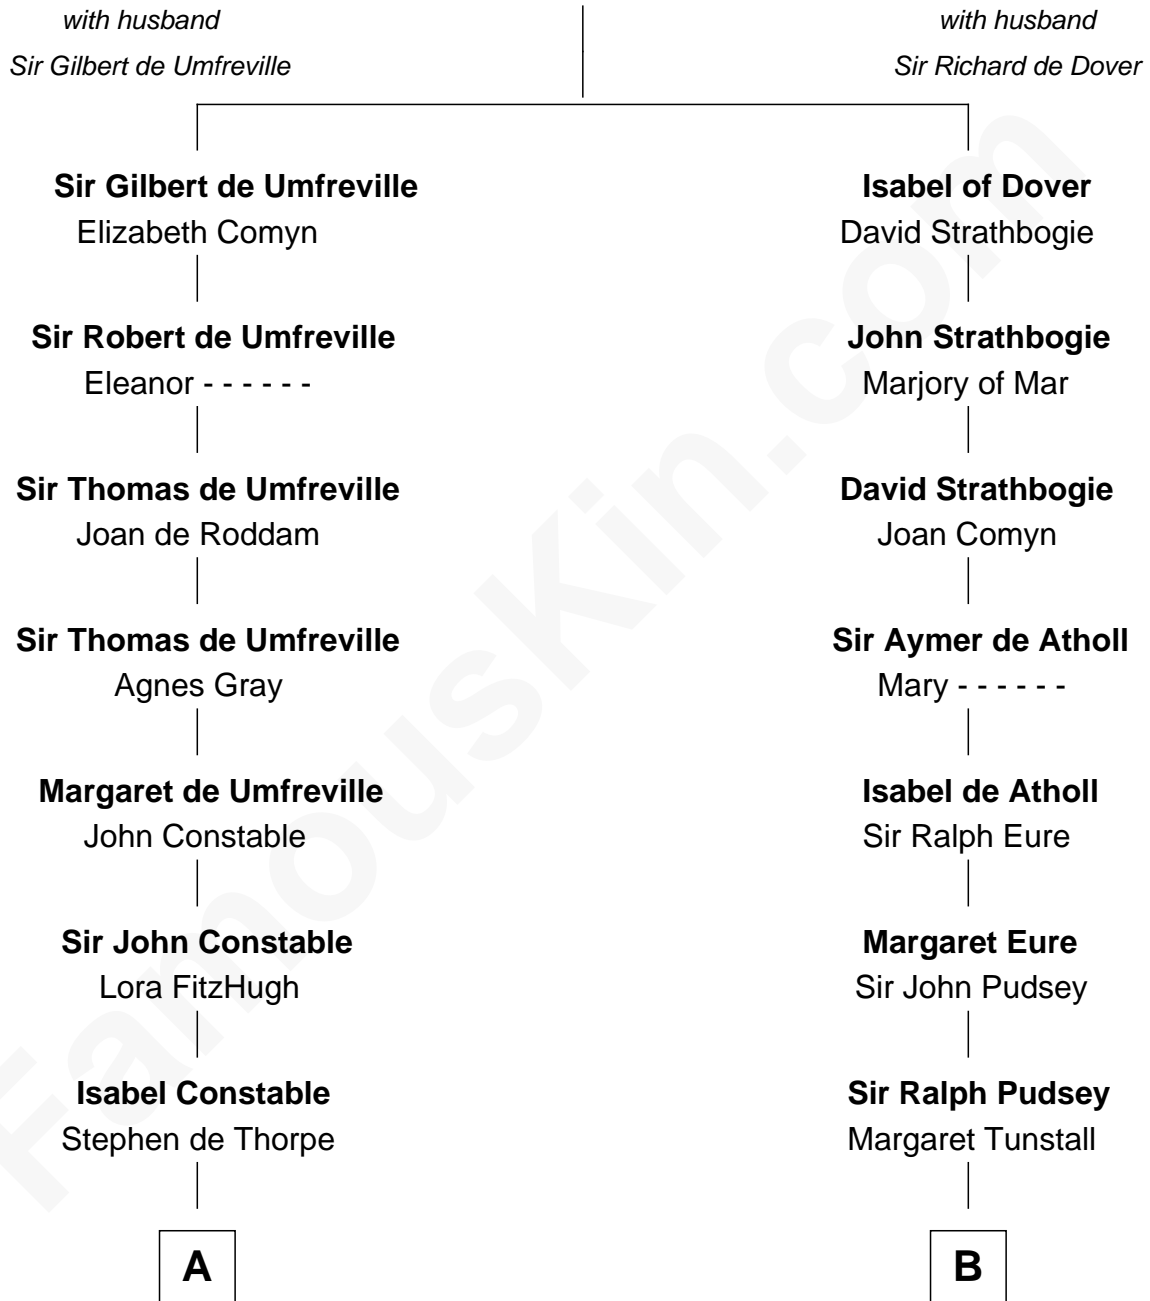 with husband
Sir Gilbert de Umfreville
with husband
Sir Richard de Dover
Sir Gilbert de Umfreville
Elizabeth Comyn
Isabel of Dover
David Strathbogie
Sir Robert de Umfreville
Eleanor - - - - - -
John Strathbogie
Marjory of Mar
Sir Thomas de Umfreville
Joan de Roddam
David Strathbogie
Joan Comyn
Sir Thomas de Umfreville
Agnes Gray
Sir Aymer de Atholl
Mary - - - - - -
Margaret de Umfreville
John Constable
Isabel de Atholl
Sir Ralph Eure
Sir John Constable
Lora FitzHugh
Margaret Eure
Sir John Pudsey
Isabel Constable
Stephen de Thorpe
Sir Ralph Pudsey
Margaret Tunstall
A
B
FamousKin.com